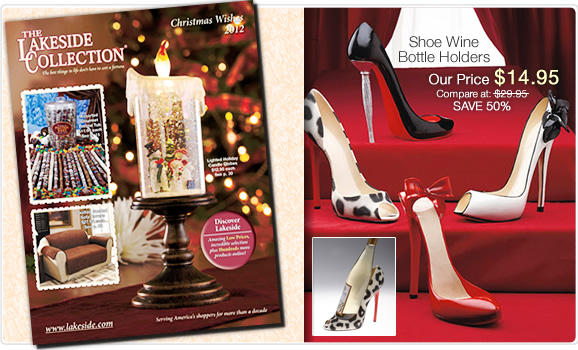 Christmas Wishes
2012
THE
LAKESIDE
COLLECTION®
The best things in life don't have to cost a fortune
Lighted Holiday
Candle Globes
$12.95 each
See p. 20
Discover
Lakeside
Amazing Low Prices,
incredible selection
plus Hundreds more
products online!
www.lakeside.com
Serving America's shoppers for more than a decade
Shoe Wine
Bottle Holders
Our Price $14.95
Compare at: $29.95
SAVE 50%